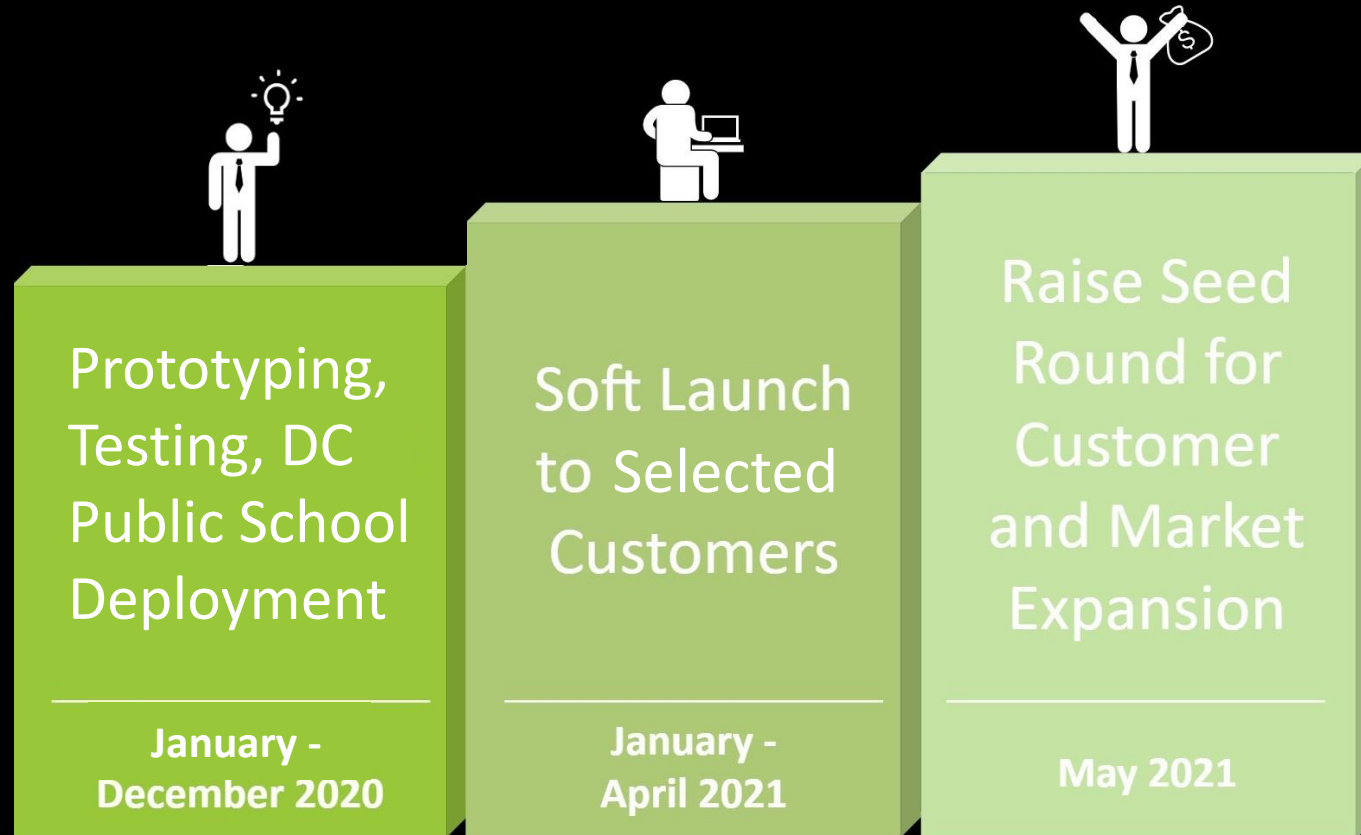 Prototyping,
Testing, DC
Public School
Deployment
January -
December 2020
Soft Launch
to Selected
Customers
January -
April 2021
$
Raise Seed
Round for
Customer
and Market
Expansion
May 2021